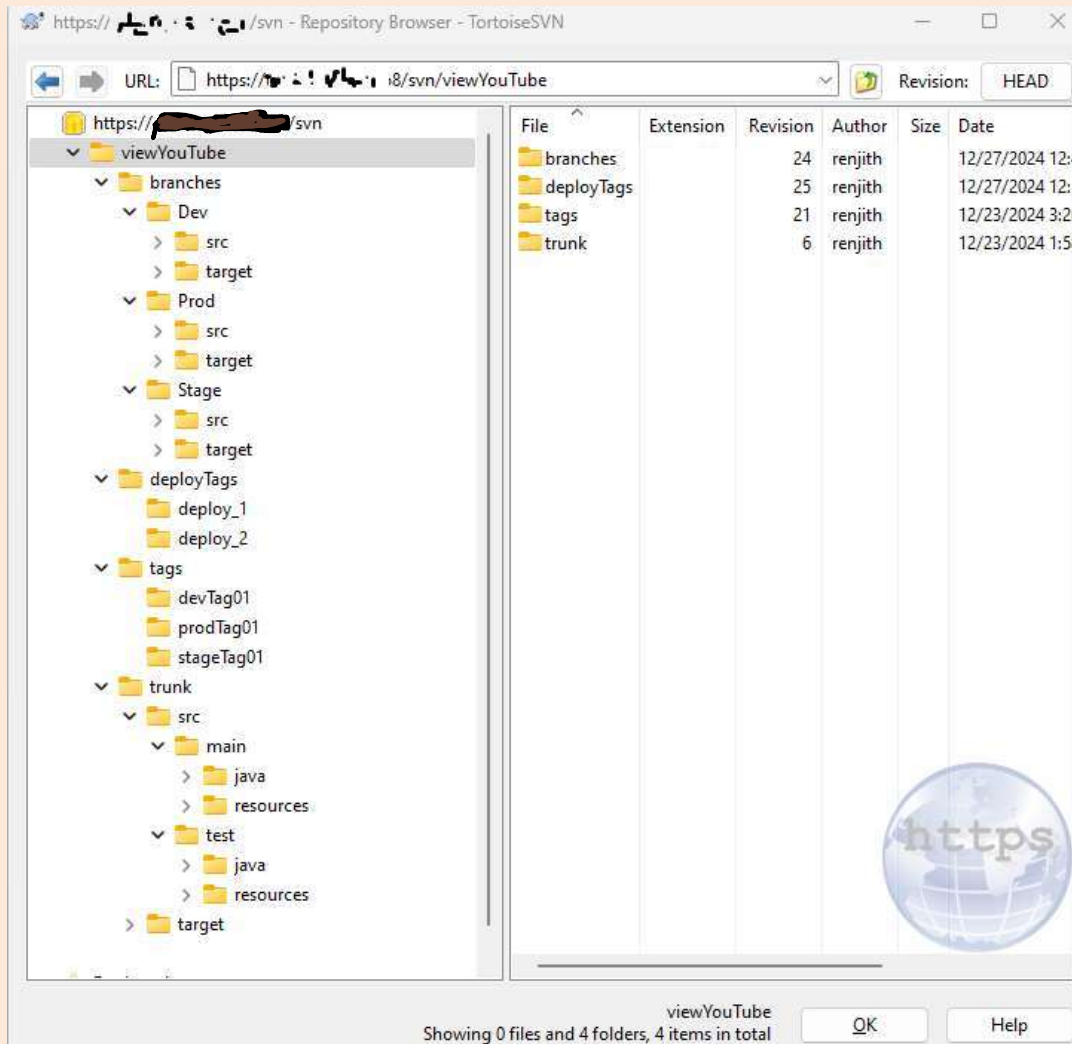 https:// /svn - Repository Browser - TortoiseSVN
URL: https:// 8/svn/viewYouTube Revision: HEAD
https:// /svn
viewYouTube
branches
Dev
src
target
Prod
src
target
Stage
src
target
deployTags
deploy_1
deploy_2
tags
devTag01
prodTag01
stageTag01
trunk
src
main
java
resources
test
java
resources
target
File Extension Revision Author Size Date
branches 24 renjith 12/27/2024 12:
deployTags 25 renjith 12/27/2024 12:
tags 21 renjith 12/23/2024 3:2
trunk 6 renjith 12/23/2024 1:5
https
viewYouTube
Showing 0 files and 4 folders, 4 items in total
OK Help